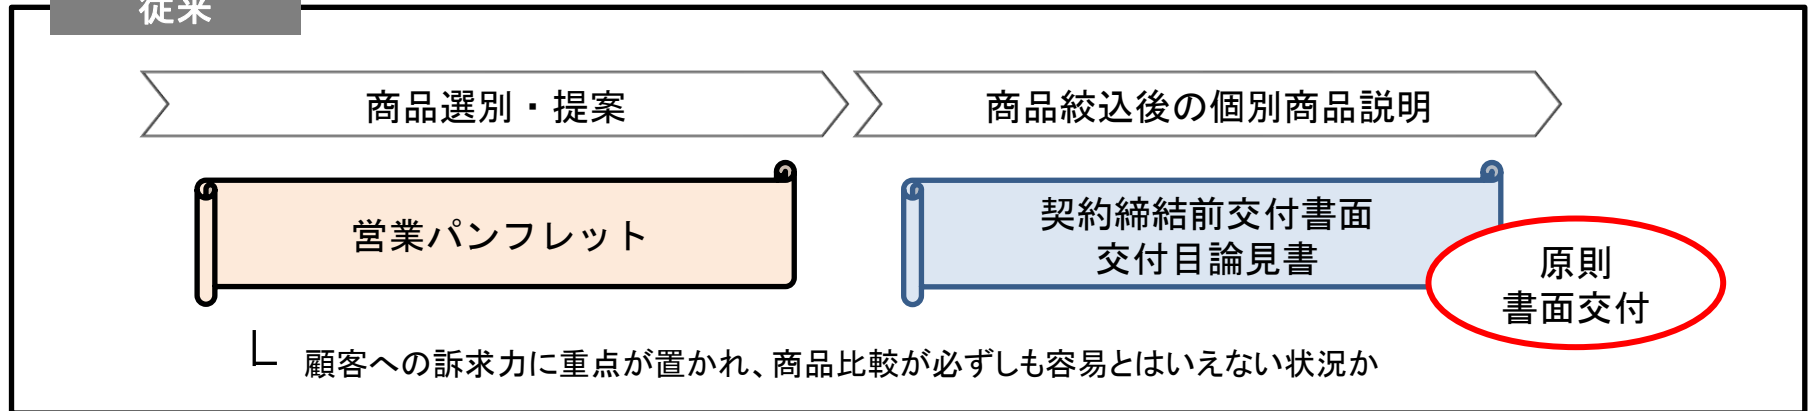 従来
商品選別・提案
商品絞込後の個別商品説明
営業パンフレット
契約締結前交付書面
交付目論見書
原則
書面交付
顧客への訴求力に重点が置かれ、商品比較が必ずしも容易とはいえない状況か